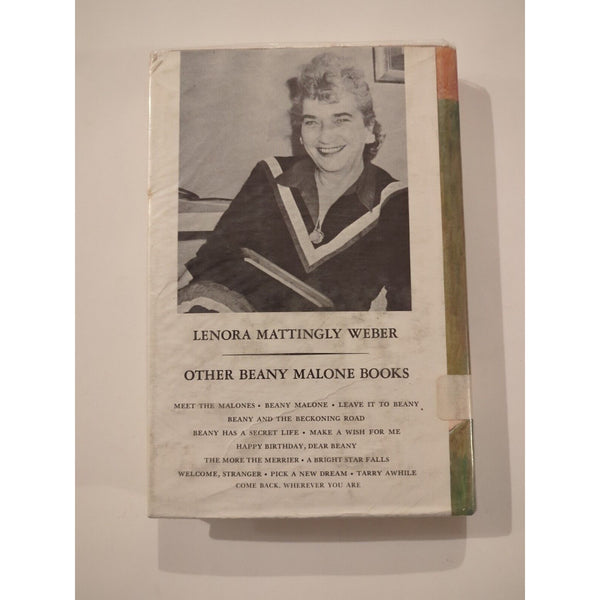 LENORA MATTINGLY WEBER
OTHER BEANY MALONE BOOKS
MEET THE MALONES • BEANY MALONE • LEAVE IT TO BEANY
BEANY AND THE BECKONING ROAD
BEANY HAS A SECRET LIFE • MAKE A WISH FOR ME
HAPPY BIRTHDAY, DEAR BEANY
THE MORE THE MERRIER • A BRIGHT STAR FALLS
WELCOME, STRANGER • PICK A NEW DREAM • TARRY AWHILE
COME BACK, WHEREVER YOU ARE